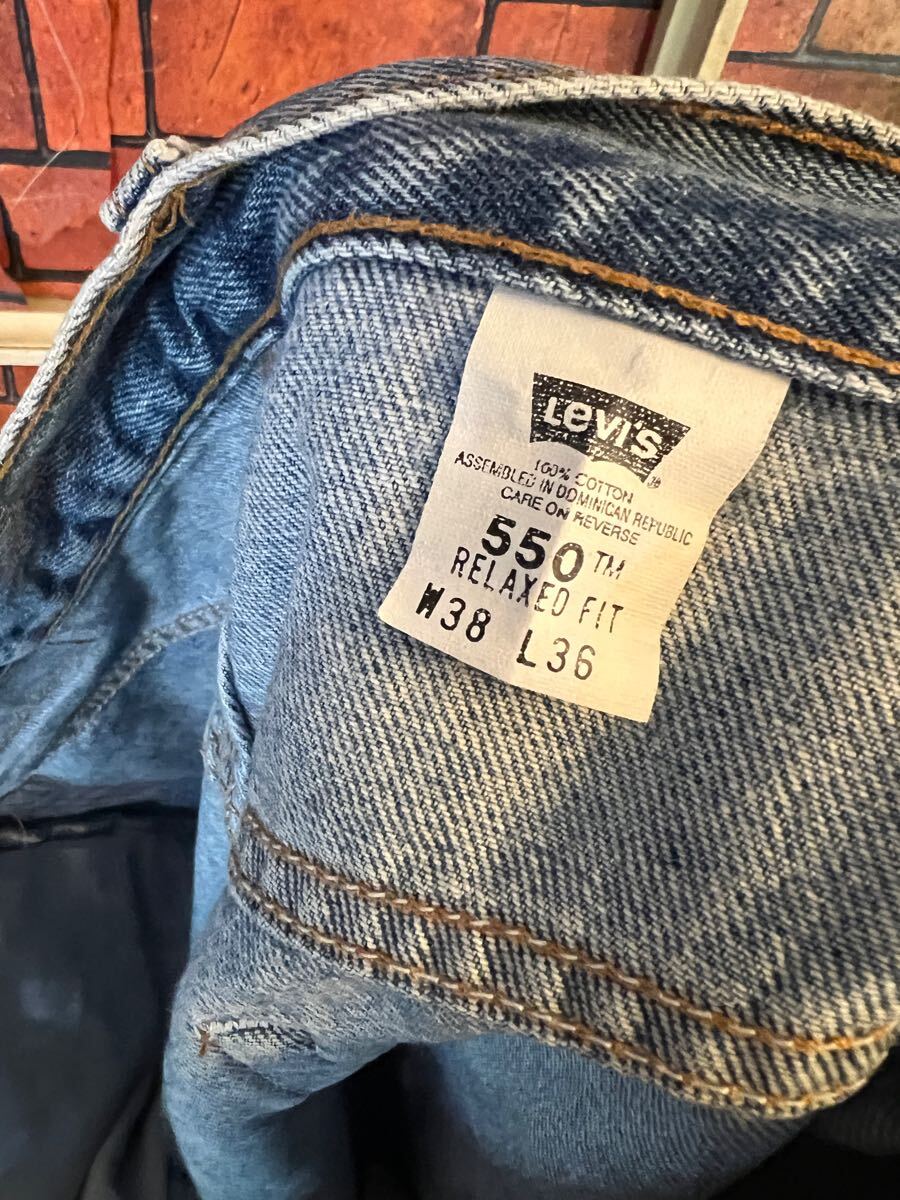 Levi's
100% COTTON
ASSEMBLED IN DOMINICAN REPUBLIC
CARE ON REVERSE
550™
RELAXED FIT
W38 L36